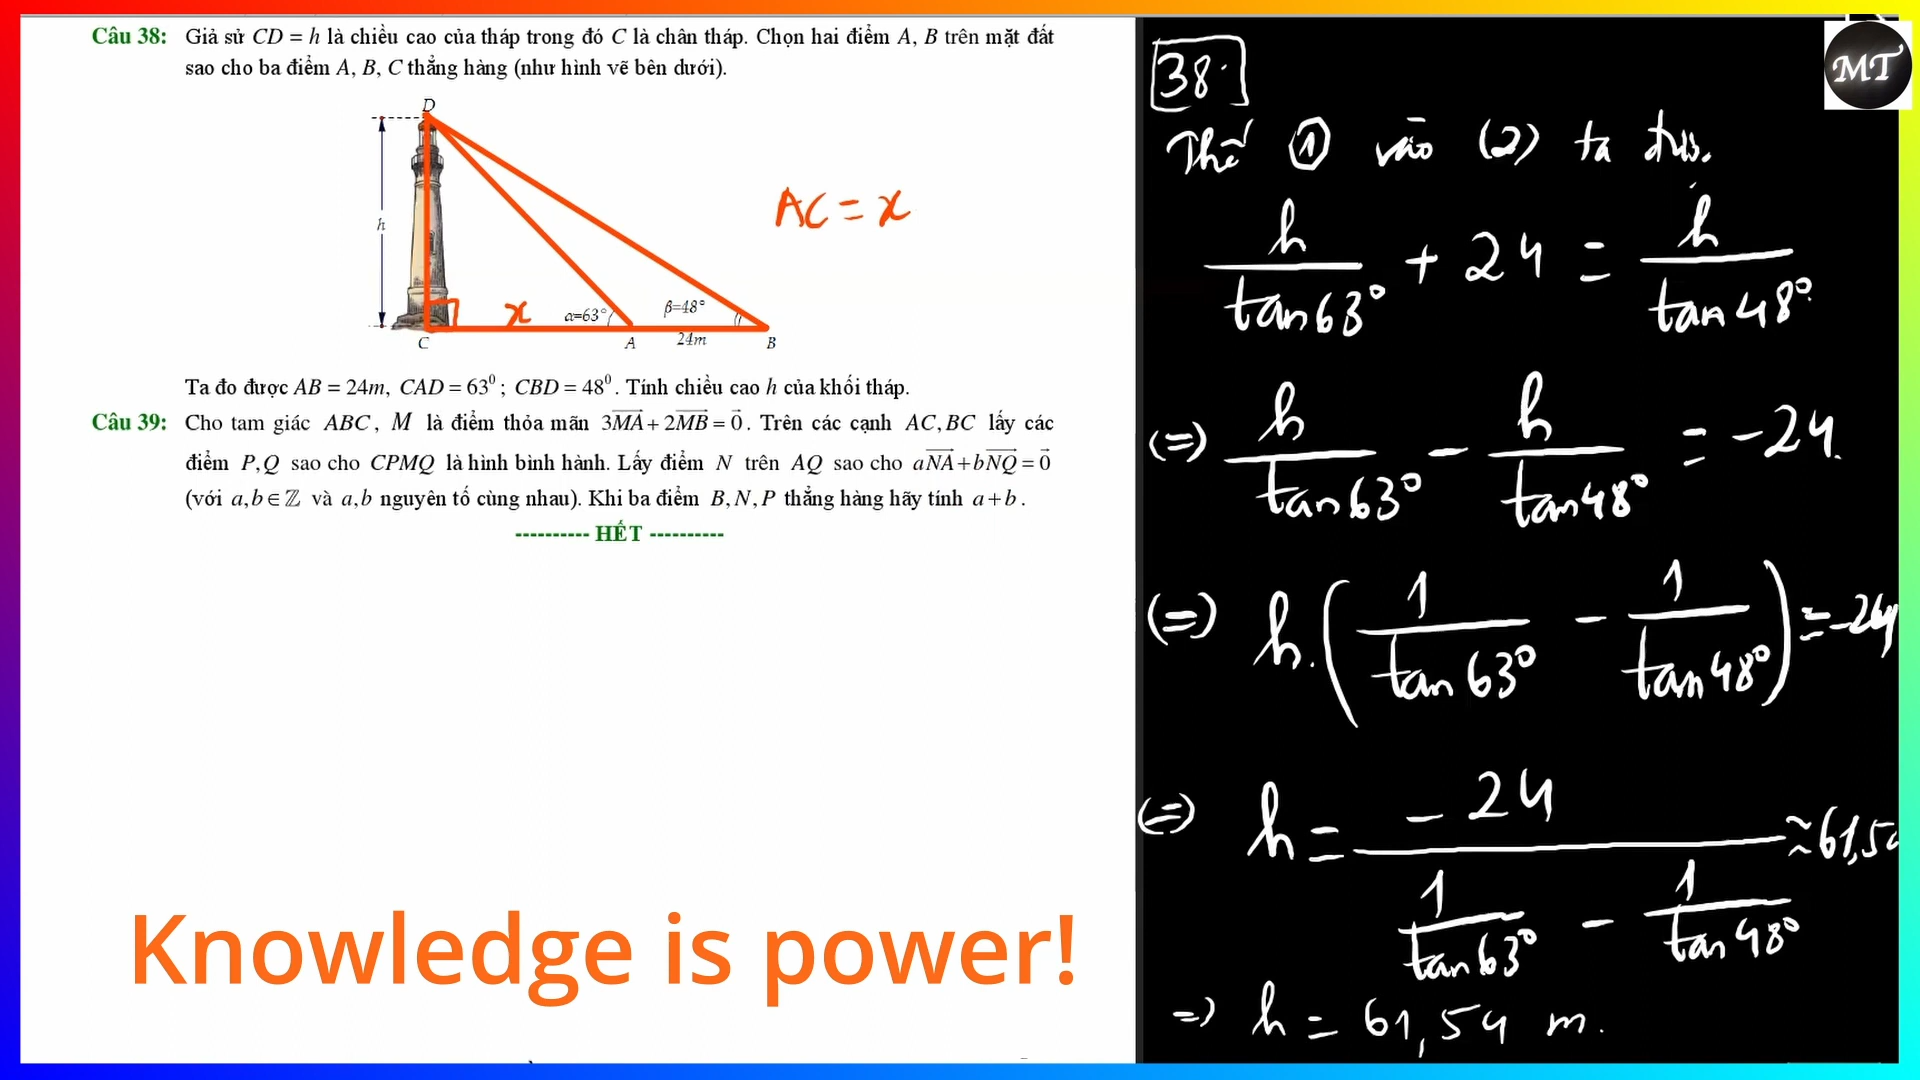 Câu 38: Giả sử CD = h là chiều cao của tháp trong đó C là chân tháp. Chọn hai điểm A, B trên mặt đất
sao cho ba điểm A, B, C thẳng hàng (như hình vẽ bên dưới).
D
h
AC = x
x
α=63°
β=48°
C
A
24m
B
Ta đo được AB = 24m, CAD = 63⁰; CBD = 48⁰. Tính chiều cao h của khối tháp.
Câu 39: Cho tam giác ABC, M là điểm thỏa mãn 3MA⃗ + 2MB⃗ = 0⃗. Trên các cạnh AC, BC lấy các
điểm P, Q sao cho CPMQ là hình bình hành. Lấy điểm N trên AQ sao cho aNA⃗ + bNQ⃗ = 0⃗
(với a, b ∈ ℤ và a, b nguyên tố cùng nhau). Khi ba điểm B, N, P thẳng hàng hãy tính a + b.
---------- HẾT ----------
Knowledge is power!
MT
38.
Thế ① vào (2) ta
h/tan63° + 24 = h/tan48°
(=) h/tan63° - h/tan48° = -24.
(=) h.(1/tan63° - 1/tan48°) = -24
(=) h = -24/(1/tan63° - 1/tan48°) ≈ 61,5
=) h = 61,54 m.